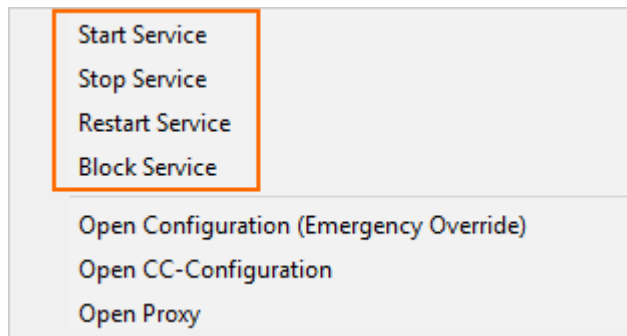 Start Service
Stop Service
Restart Service
Block Service
Open Configuration (Emergency Override)
Open CC-Configuration
Open Proxy